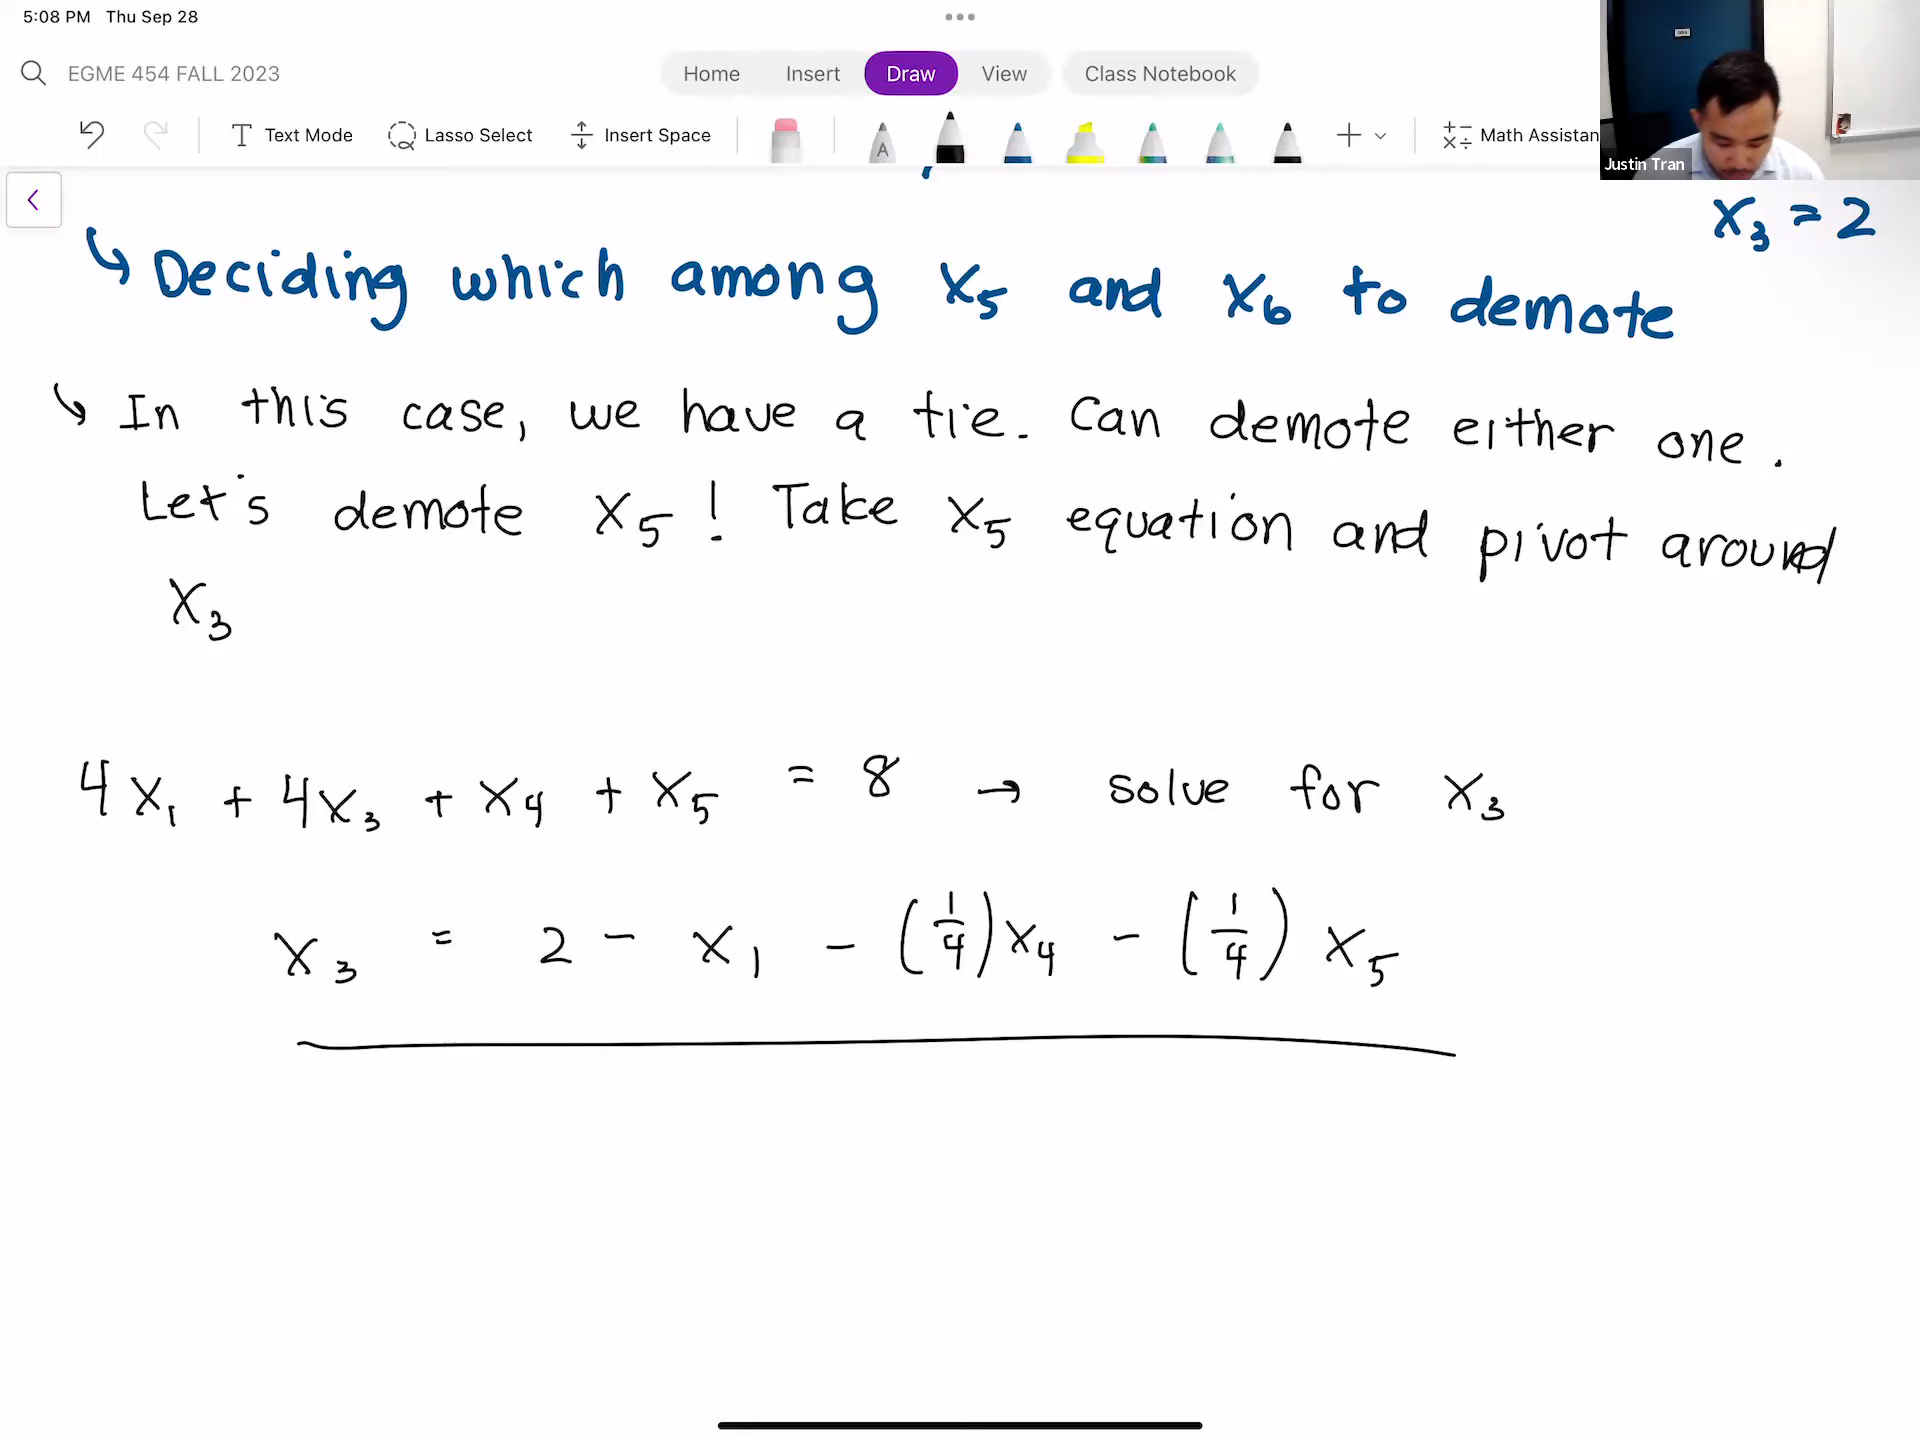 5:08 PM Thu Sep 28
EGME 454 FALL 2023
Home Insert Draw View Class Notebook
Text Mode Lasso Select Insert Space A Math Assistan
Justin Tran
x₃ = 2
Deciding which among x₅ and x₆ to demote
In this case, we have a tie. Can demote either one.
Let's demote x₅! Take x₅ equation and pivot around
x₃
4x₁ + 4x₃ + x₄ + x₅ = 8 → solve for x₃
x₃ = 2 - x₁ - (1/4)x₄ - (1/4) x₅